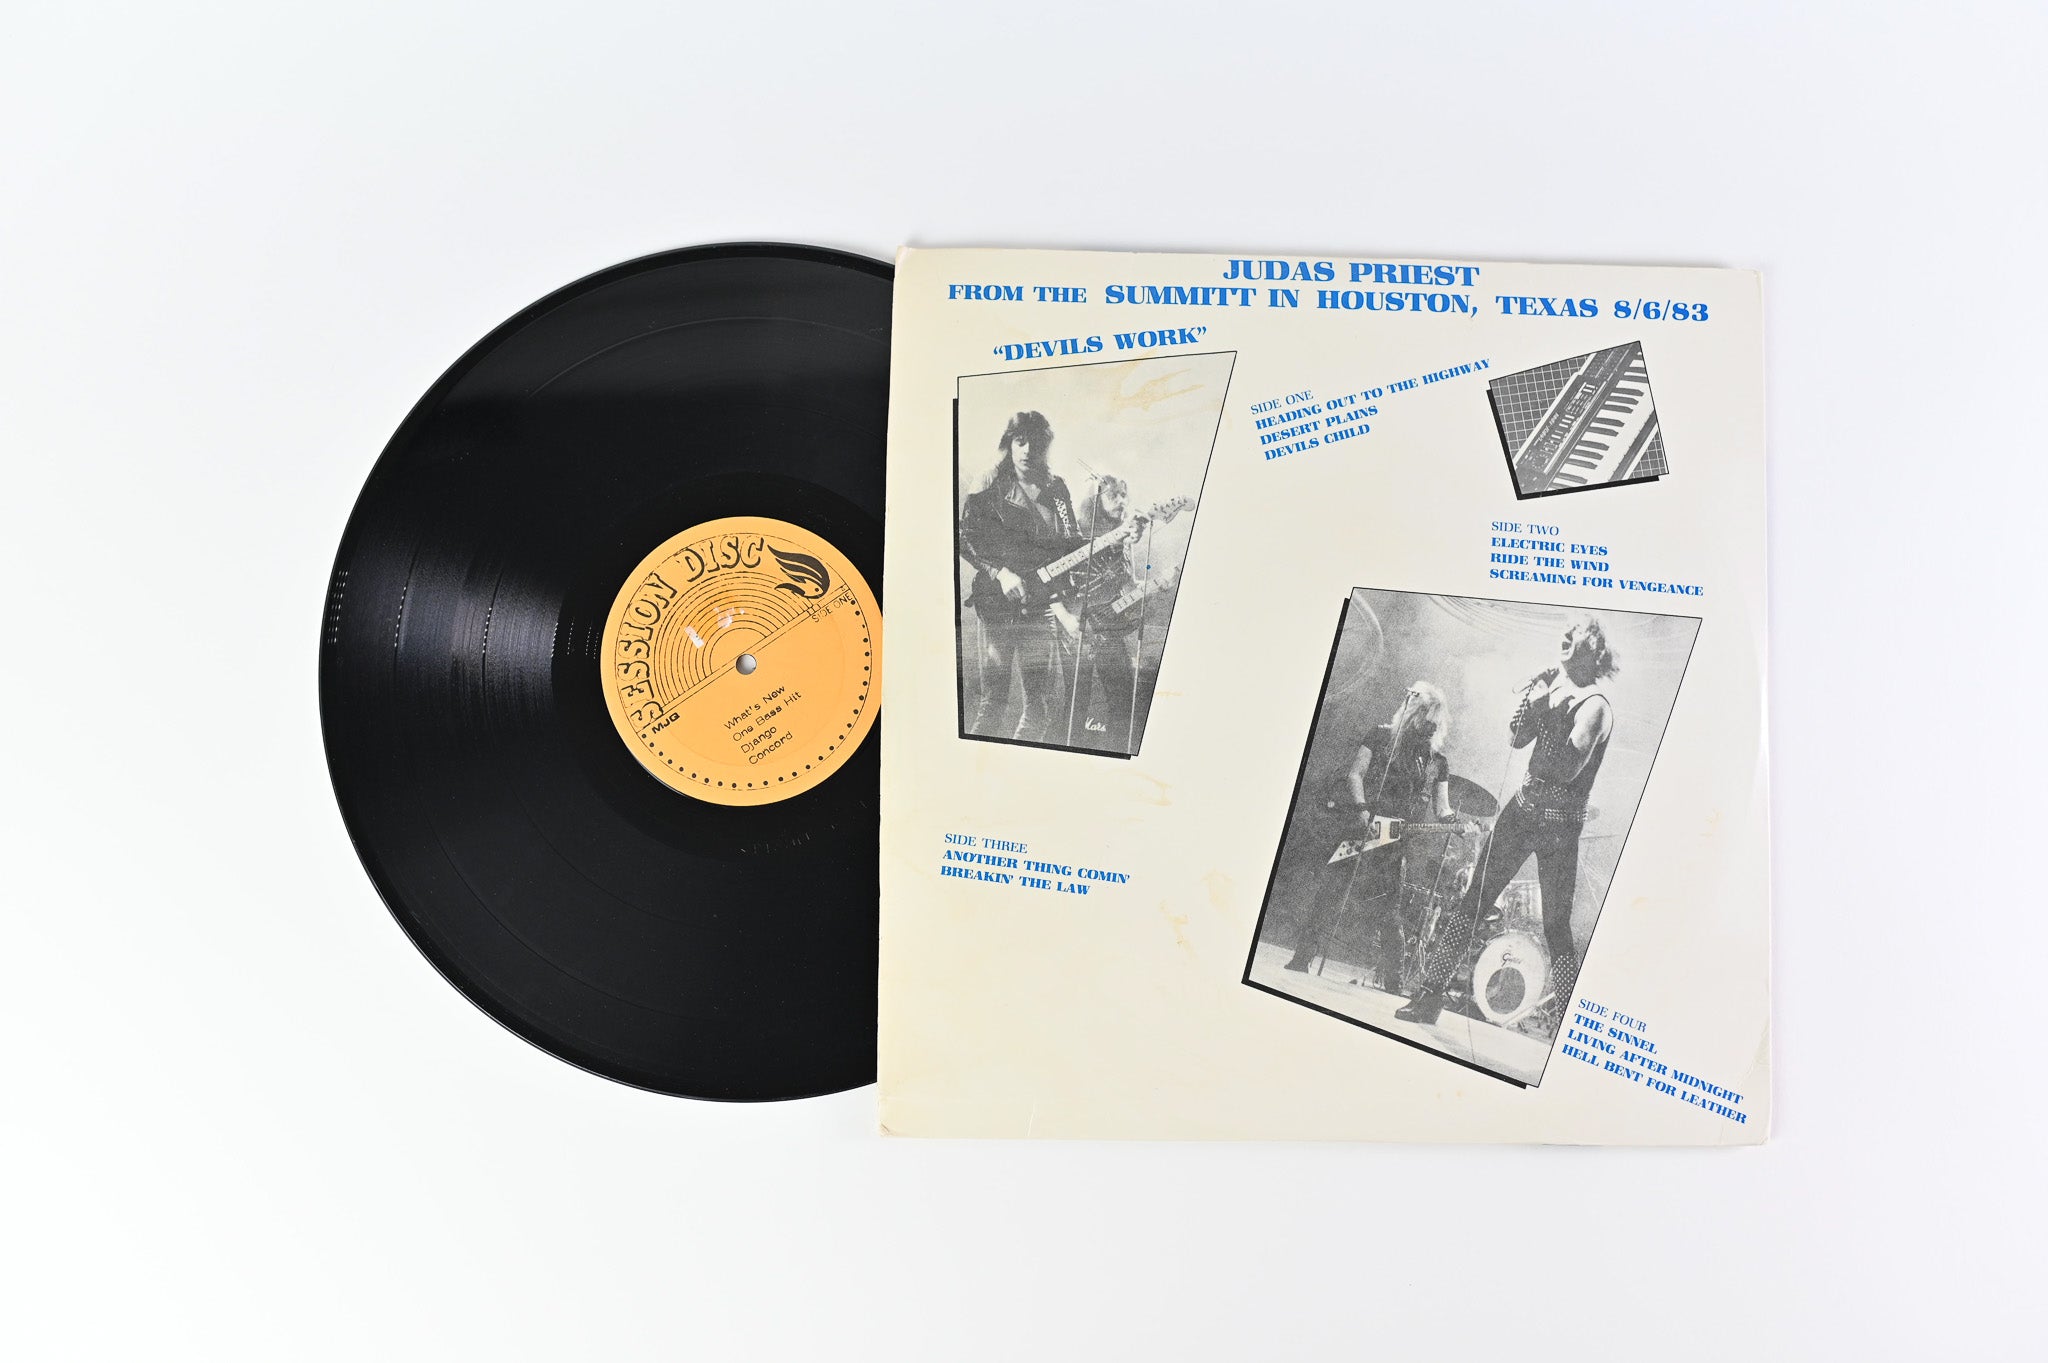 SESSION DISC
SIDE ONE
MJQ
What's New
One Bass Hit
Django
Concord
JUDAS PRIEST
FROM THE SUMMITT IN HOUSTON, TEXAS 8/6/83
"DEVILS WORK"
SIDE ONE
HEADING OUT TO THE HIGHWAY
DESERT PLAINS
DEVILS CHILD
SIDE TWO
ELECTRIC EYES
RIDE THE WIND
SCREAMING FOR VENGEANCE
SIDE THREE
ANOTHER THING COMIN'
BREAKIN' THE LAW
SIDE FOUR
THE SINNEL
LIVING AFTER MIDNIGHT
HELL BENT FOR LEATHER